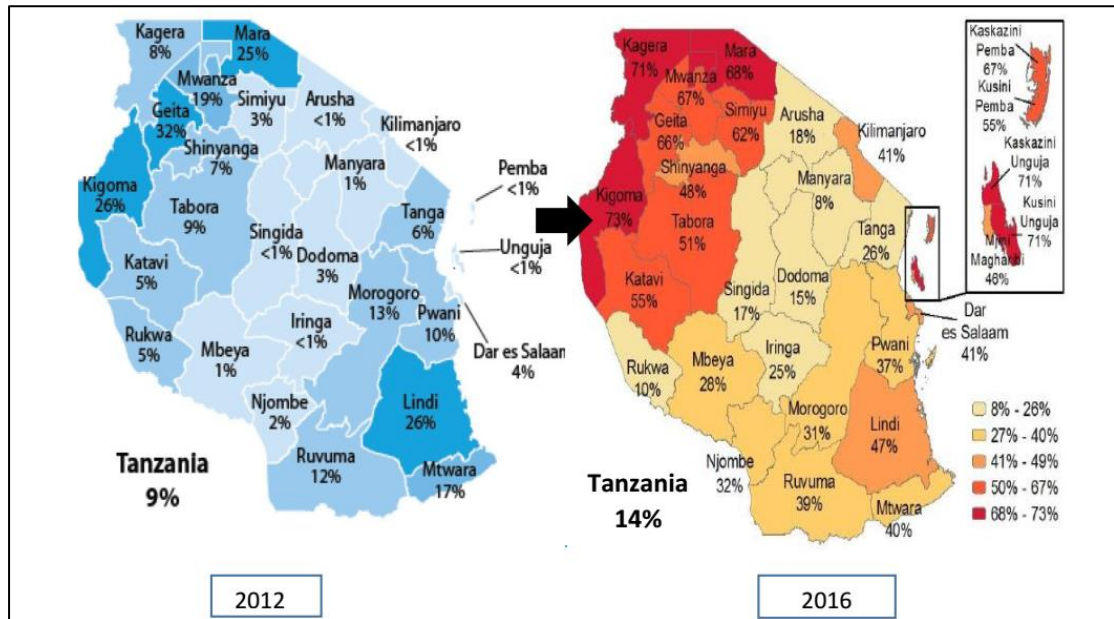 Kagera
8%
Mara
25%
Mwanza
19%
Geita
32%
Simiyu
3%
Arusha
<1%
Kilimanjaro
<1%
Shinyanga
7%
Kigoma
26%
Manyara
1%
Pemba
<1%
Tabora
9%
Tanga
6%
Singida
<1%
Unguja
<1%
Dodoma
3%
Katavi
5%
Morogoro
13%
Pwani
10%
Rukwa
5%
Iringa
<1%
Mbeya
1%
Dar es Salaam
4%
Njombe
2%
Lindi
26%
Ruvuma
12%
Mtwara
17%
Tanzania
9%
2012
Kagera
71%
Mara
68%
Mwanza
67%
Geita
66%
Simiyu
62%
Arusha
18%
Kilimanjaro
41%
Shinyanga
48%
Kigoma
73%
Manyara
8%
Tabora
51%
Tanga
26%
Katavi
55%
Singida
17%
Dodoma
15%
Dar
es Salaam
41%
Pwani
37%
Rukwa
10%
Mbeya
28%
Iringa
25%
Morogoro
31%
Lindi
47%
Njombe
32%
Ruvuma
39%
Mtwara
40%
Kaskazini
Pemba
67%
Kusini
Pemba
55%
Kaskazini
Unguja
71%
Kusini
Unguja
71%
Mjini
Magharibi
46%
8% - 26%
27% - 40%
41% - 49%
50% - 67%
68% - 73%
Tanzania
14%
2016